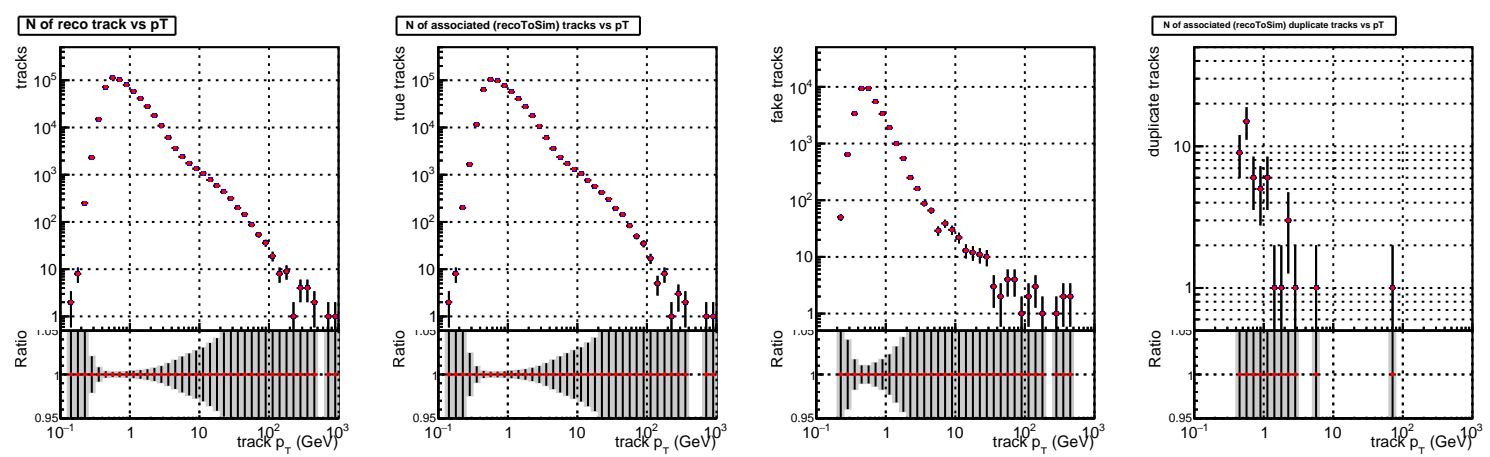 N of reco track vs pT
tracks
10^5
10^4
10^3
10^2
10
1
Ratio
1.05
1
0.95
10^-1 1 10 10^2 10^3
track p_T (GeV)
N of associated (recoToSim) tracks vs pT
true tracks
10^5
10^4
10^3
10^2
10
1
Ratio
1.05
1
0.95
10^-1 1 10 10^2 10^3
track p_T (GeV)
fake tracks
10^4
10^3
10^2
10
1
Ratio
1.05
1
0.95
10^-1 1 10 10^2 10^3
track p_T (GeV)
N of associated (recoToSim) duplicate tracks vs pT
duplicate tracks
10
1
Ratio
1.05
1
0.95
10^-1 1 10 10^2 10^3
track p_T (GeV)